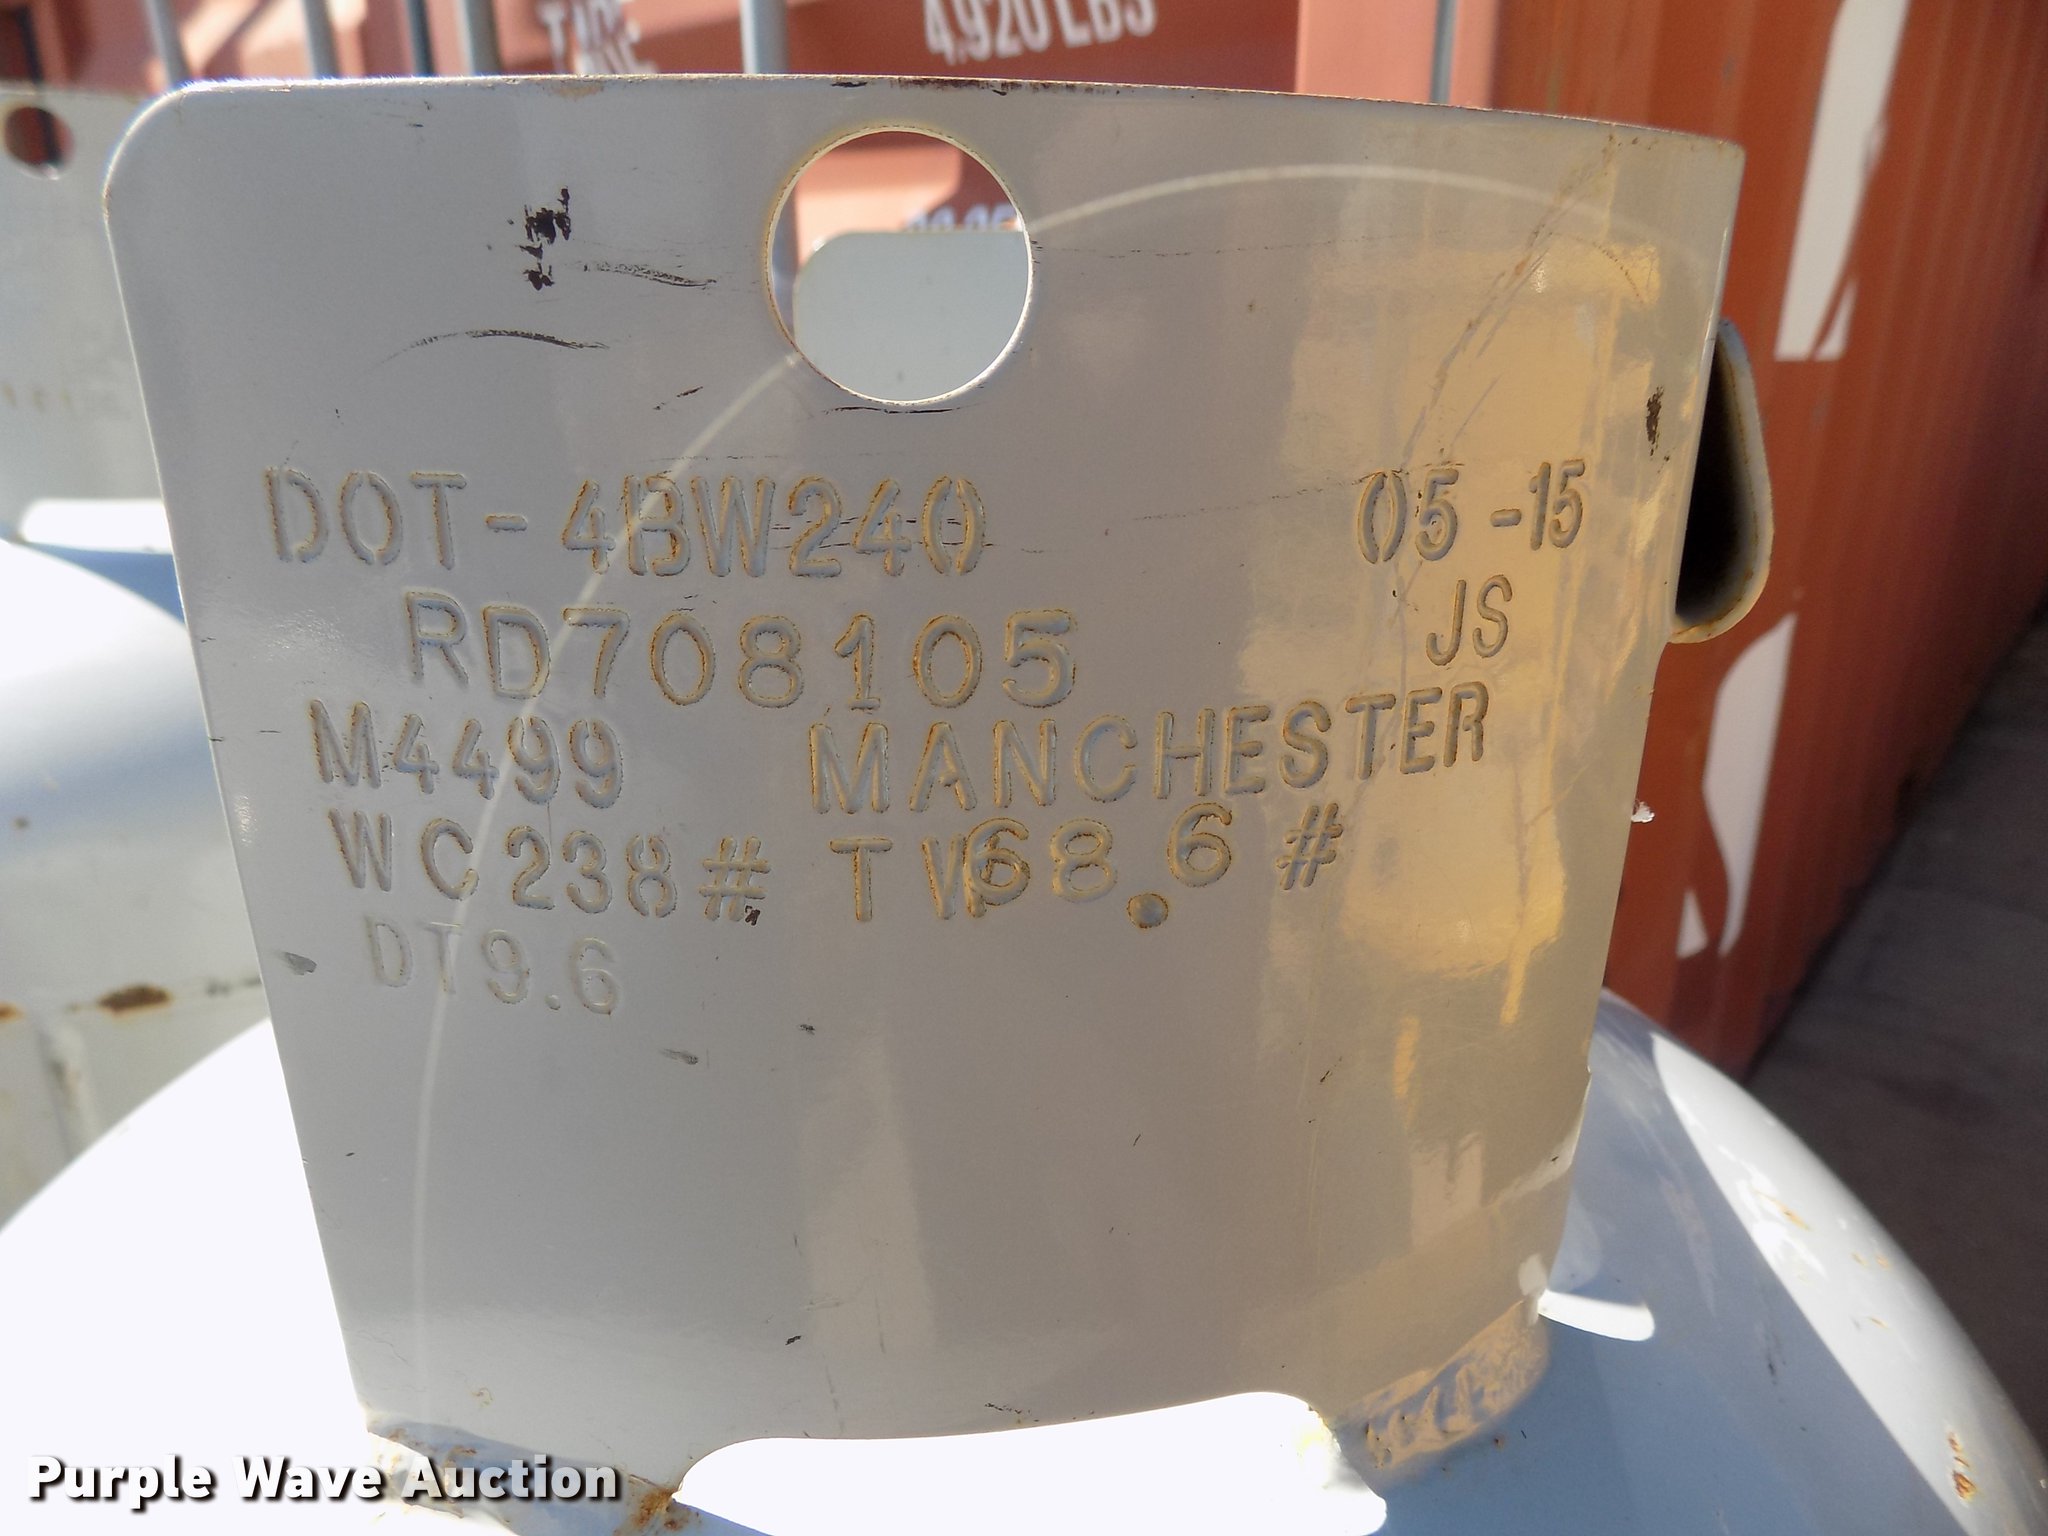 TARE
4,920 LBS
DOT-4BW240 05-15
JS
RD708105
M4499 MANCHESTER
WC238# TW68.6#
DT9.6
Purple Wave Auction